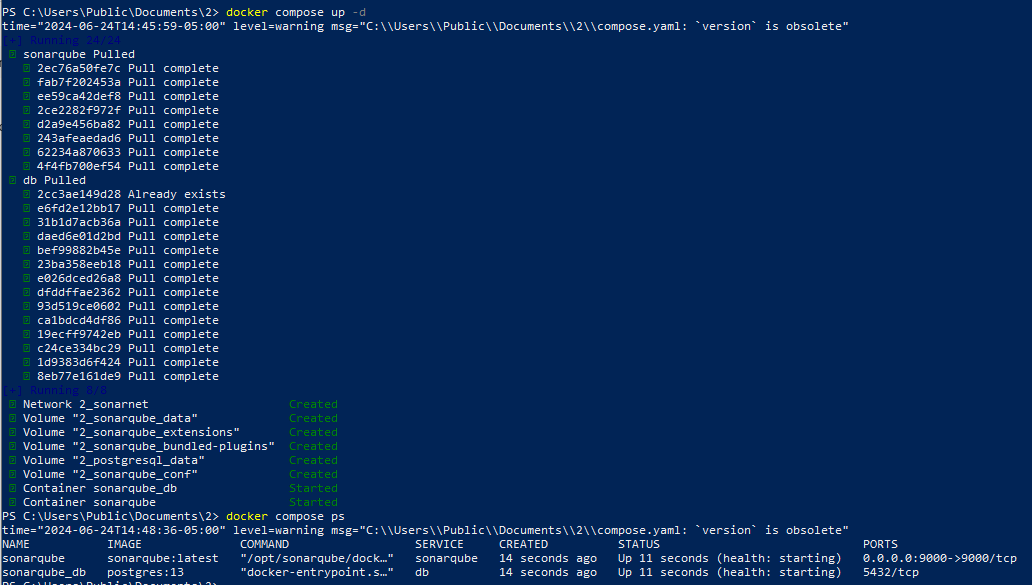 PS C:\Users\Public\Documents\2> docker compose up -d
time="2024-06-24T14:45:59-05:00" level=warning msg="C:\\Users\\Public\\Documents\\2\\compose.yaml: `version` is obsolete"
[+] Running 24/24
sonarqube Pulled
2ec76a50fe7c Pull complete
fab7f202453a Pull complete
ee59ca42def8 Pull complete
2ce2282f972f Pull complete
d2a9e456ba82 Pull complete
243afeaedad6 Pull complete
62234a870633 Pull complete
4f4fb700ef54 Pull complete
db Pulled
2cc3ae149d28 Already exists
e6fd2e12bb17 Pull complete
31b1d7acb36a Pull complete
daed6e01d2bd Pull complete
bef99882b45e Pull complete
23ba358eeb18 Pull complete
e026dced26a8 Pull complete
dfddffae2362 Pull complete
93d519ce0602 Pull complete
ca1bdcd4df86 Pull complete
19ecff9742eb Pull complete
c24ce334bc29 Pull complete
1d9383d6f424 Pull complete
8eb77e161de9 Pull complete
[+] Running 8/8
Network 2_sonarnet Created
Volume "2_sonarqube_data" Created
Volume "2_sonarqube_extensions" Created
Volume "2_sonarqube_bundled-plugins" Created
Volume "2_postgresql_data" Created
Volume "2_sonarqube_conf" Created
Container sonarqube_db Started
Container sonarqube Started
PS C:\Users\Public\Documents\2> docker compose ps
time="2024-06-24T14:48:36-05:00" level=warning msg="C:\\Users\\Public\\Documents\\2\\compose.yaml: `version` is obsolete"
NAME IMAGE COMMAND SERVICE CREATED STATUS PORTS
sonarqube sonarqube:latest "/opt/sonarqube/dock…" sonarqube 14 seconds ago Up 11 seconds (health: starting) 0.0.0.0:9000->9000/tcp
sonarqube_db postgres:13 "docker-entrypoint.s…" db 14 seconds ago Up 11 seconds (health: starting) 5432/tcp
PS C:\Users\Public\Documents\2>